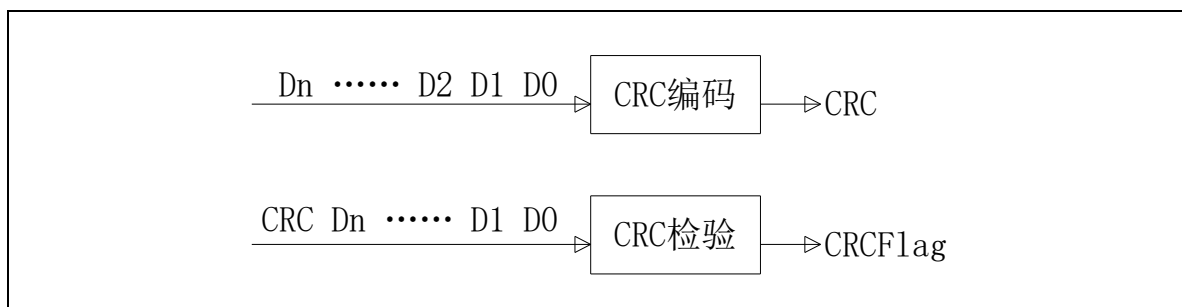 Dn …… D2 D1 D0
CRC编码
CRC
CRC Dn …… D1 D0
CRC检验
CRCFlag